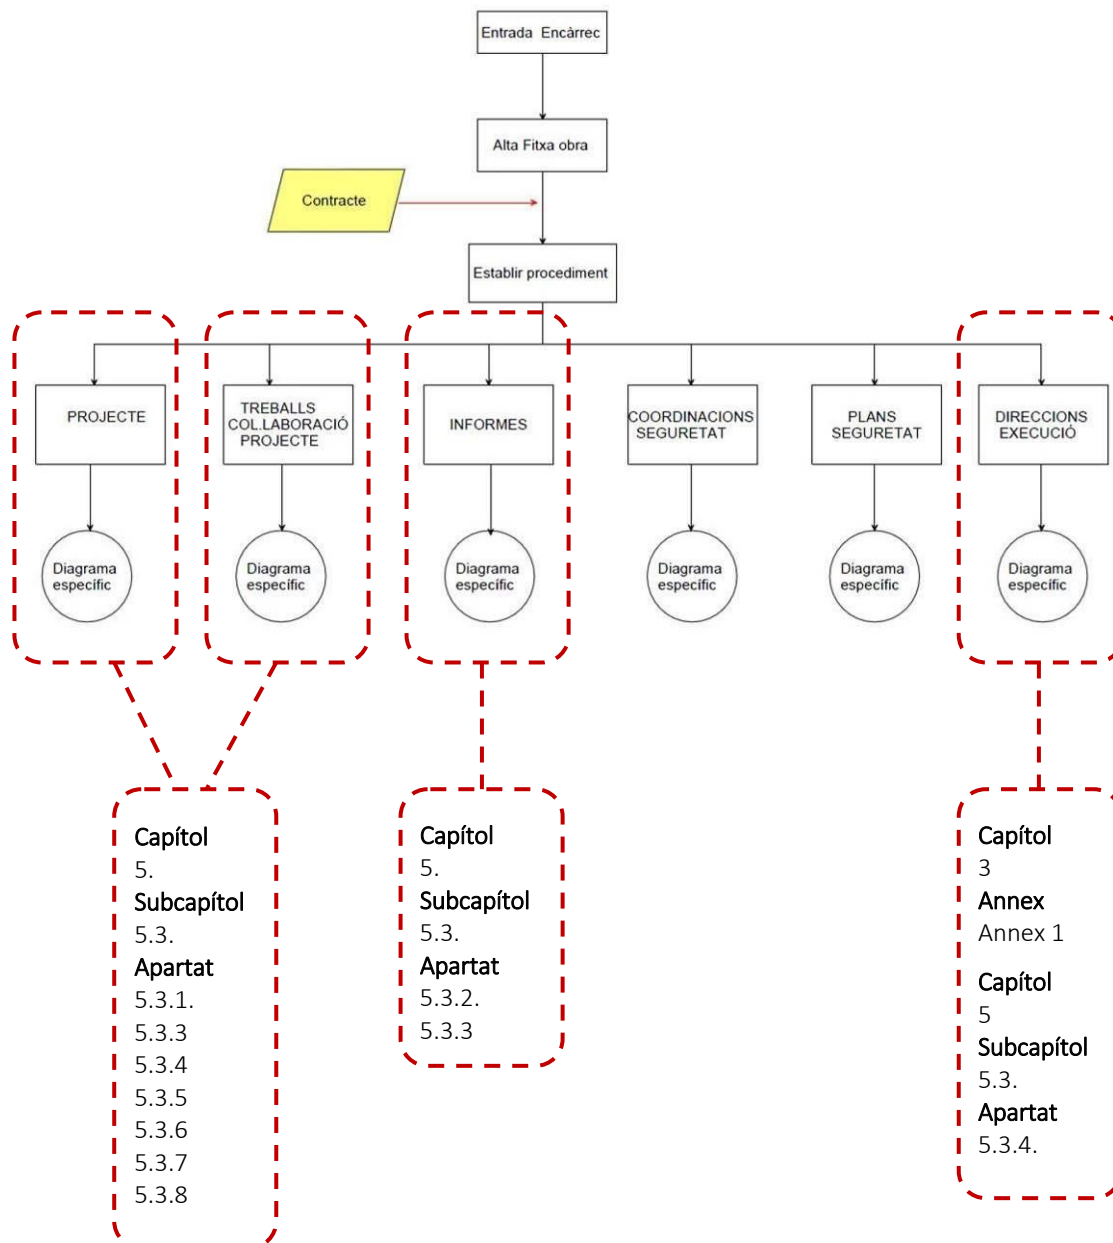 Entrada Encàrrec
Alta Fitxa obra
Contracte
Establir procediment
PROJECTE
TREBALLS
COL.LABORACIÓ
PROJECTE
INFORMES
COORDINACIONS
SEGURETAT
PLANS
SEGURETAT
DIRECCIONS
EXECUCIÓ
Diagrama
específic
Diagrama
específic
Diagrama
específic
Diagrama
específic
Diagrama
específic
Diagrama
específic
Capítol
5.
Subcapítol
5.3.
Apartat
5.3.1.
5.3.3
5.3.4
5.3.5
5.3.6
5.3.7
5.3.8
Capítol
5.
Subcapítol
5.3.
Apartat
5.3.2.
5.3.3
Capítol
3
Annex
Annex 1
Capítol
5
Subcapítol
5.3.
Apartat
5.3.4.